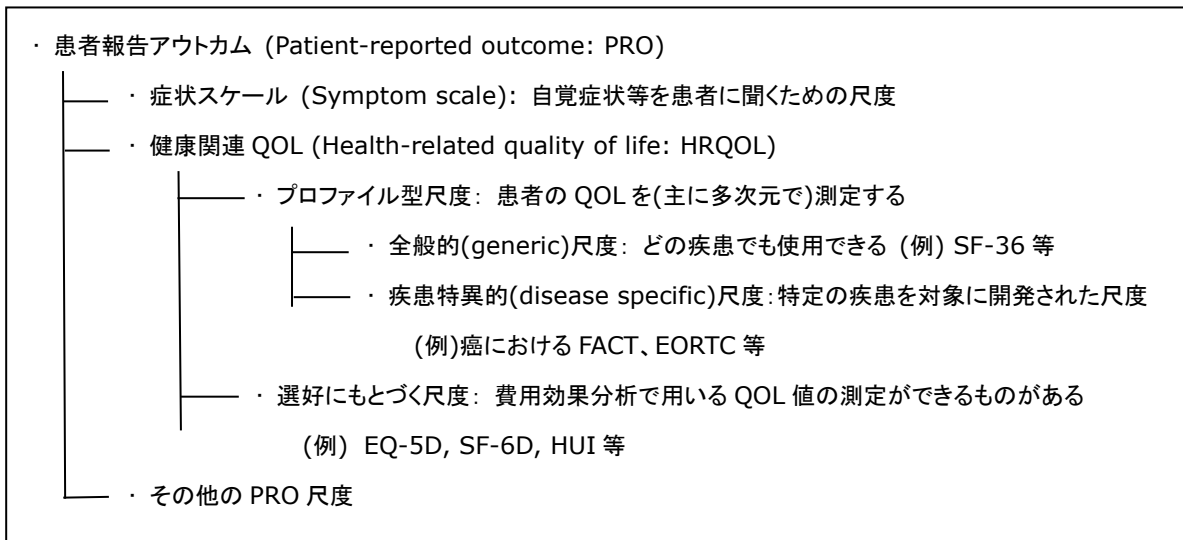 · 患者報告アウトカム (Patient-reported outcome: PRO)
· 症状スケール (Symptom scale): 自覚症状等を患者に聞くための尺度
· 健康関連 QOL (Health-related quality of life: HRQOL)
· プロファイル型尺度: 患者の QOL を(主に多次元で)測定する
· 全般的(generic)尺度: どの疾患でも使用できる (例) SF-36 等
· 疾患特異的(disease specific)尺度:特定の疾患を対象に開発された尺度
(例)癌における FACT、EORTC 等
· 選好にもとづく尺度: 費用効果分析で用いる QOL 値の測定ができるものがある
(例) EQ-5D, SF-6D, HUI 等
· その他の PRO 尺度